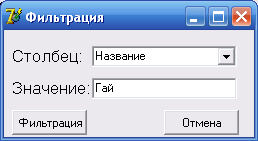 Фильтрация
Столбец: Название
Значение: Гай
Фильтрация Отмена